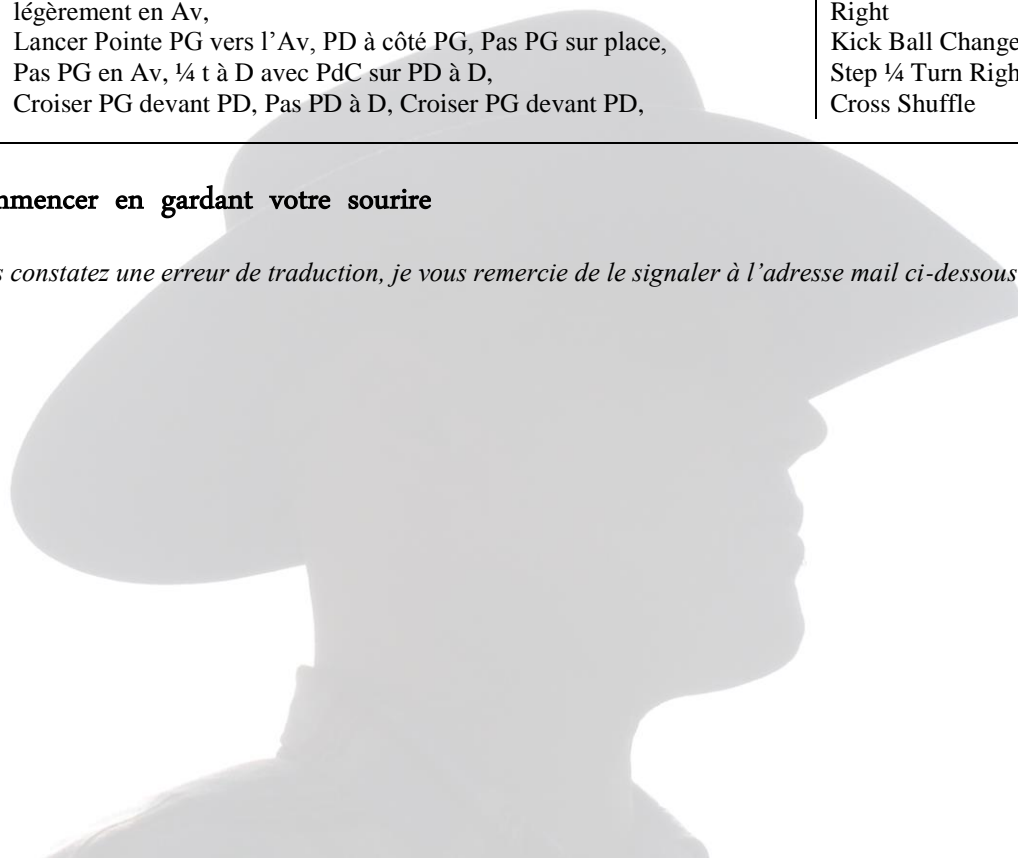 légèrement en Av,
Right
Lancer Pointe PG vers l’Av, PD à côté PG, Pas PG sur place,
Kick Ball Change
Pas PG en Av, ¼ t à D avec PdC sur PD à D,
Step ¼ Turn Righ
Croiser PG devant PD, Pas PD à D, Croiser PG devant PD,
Cross Shuffle
mmencer en gardant votre sourire
s constatez une erreur de traduction, je vous remercie de le signaler à l’adresse mail ci-dessous